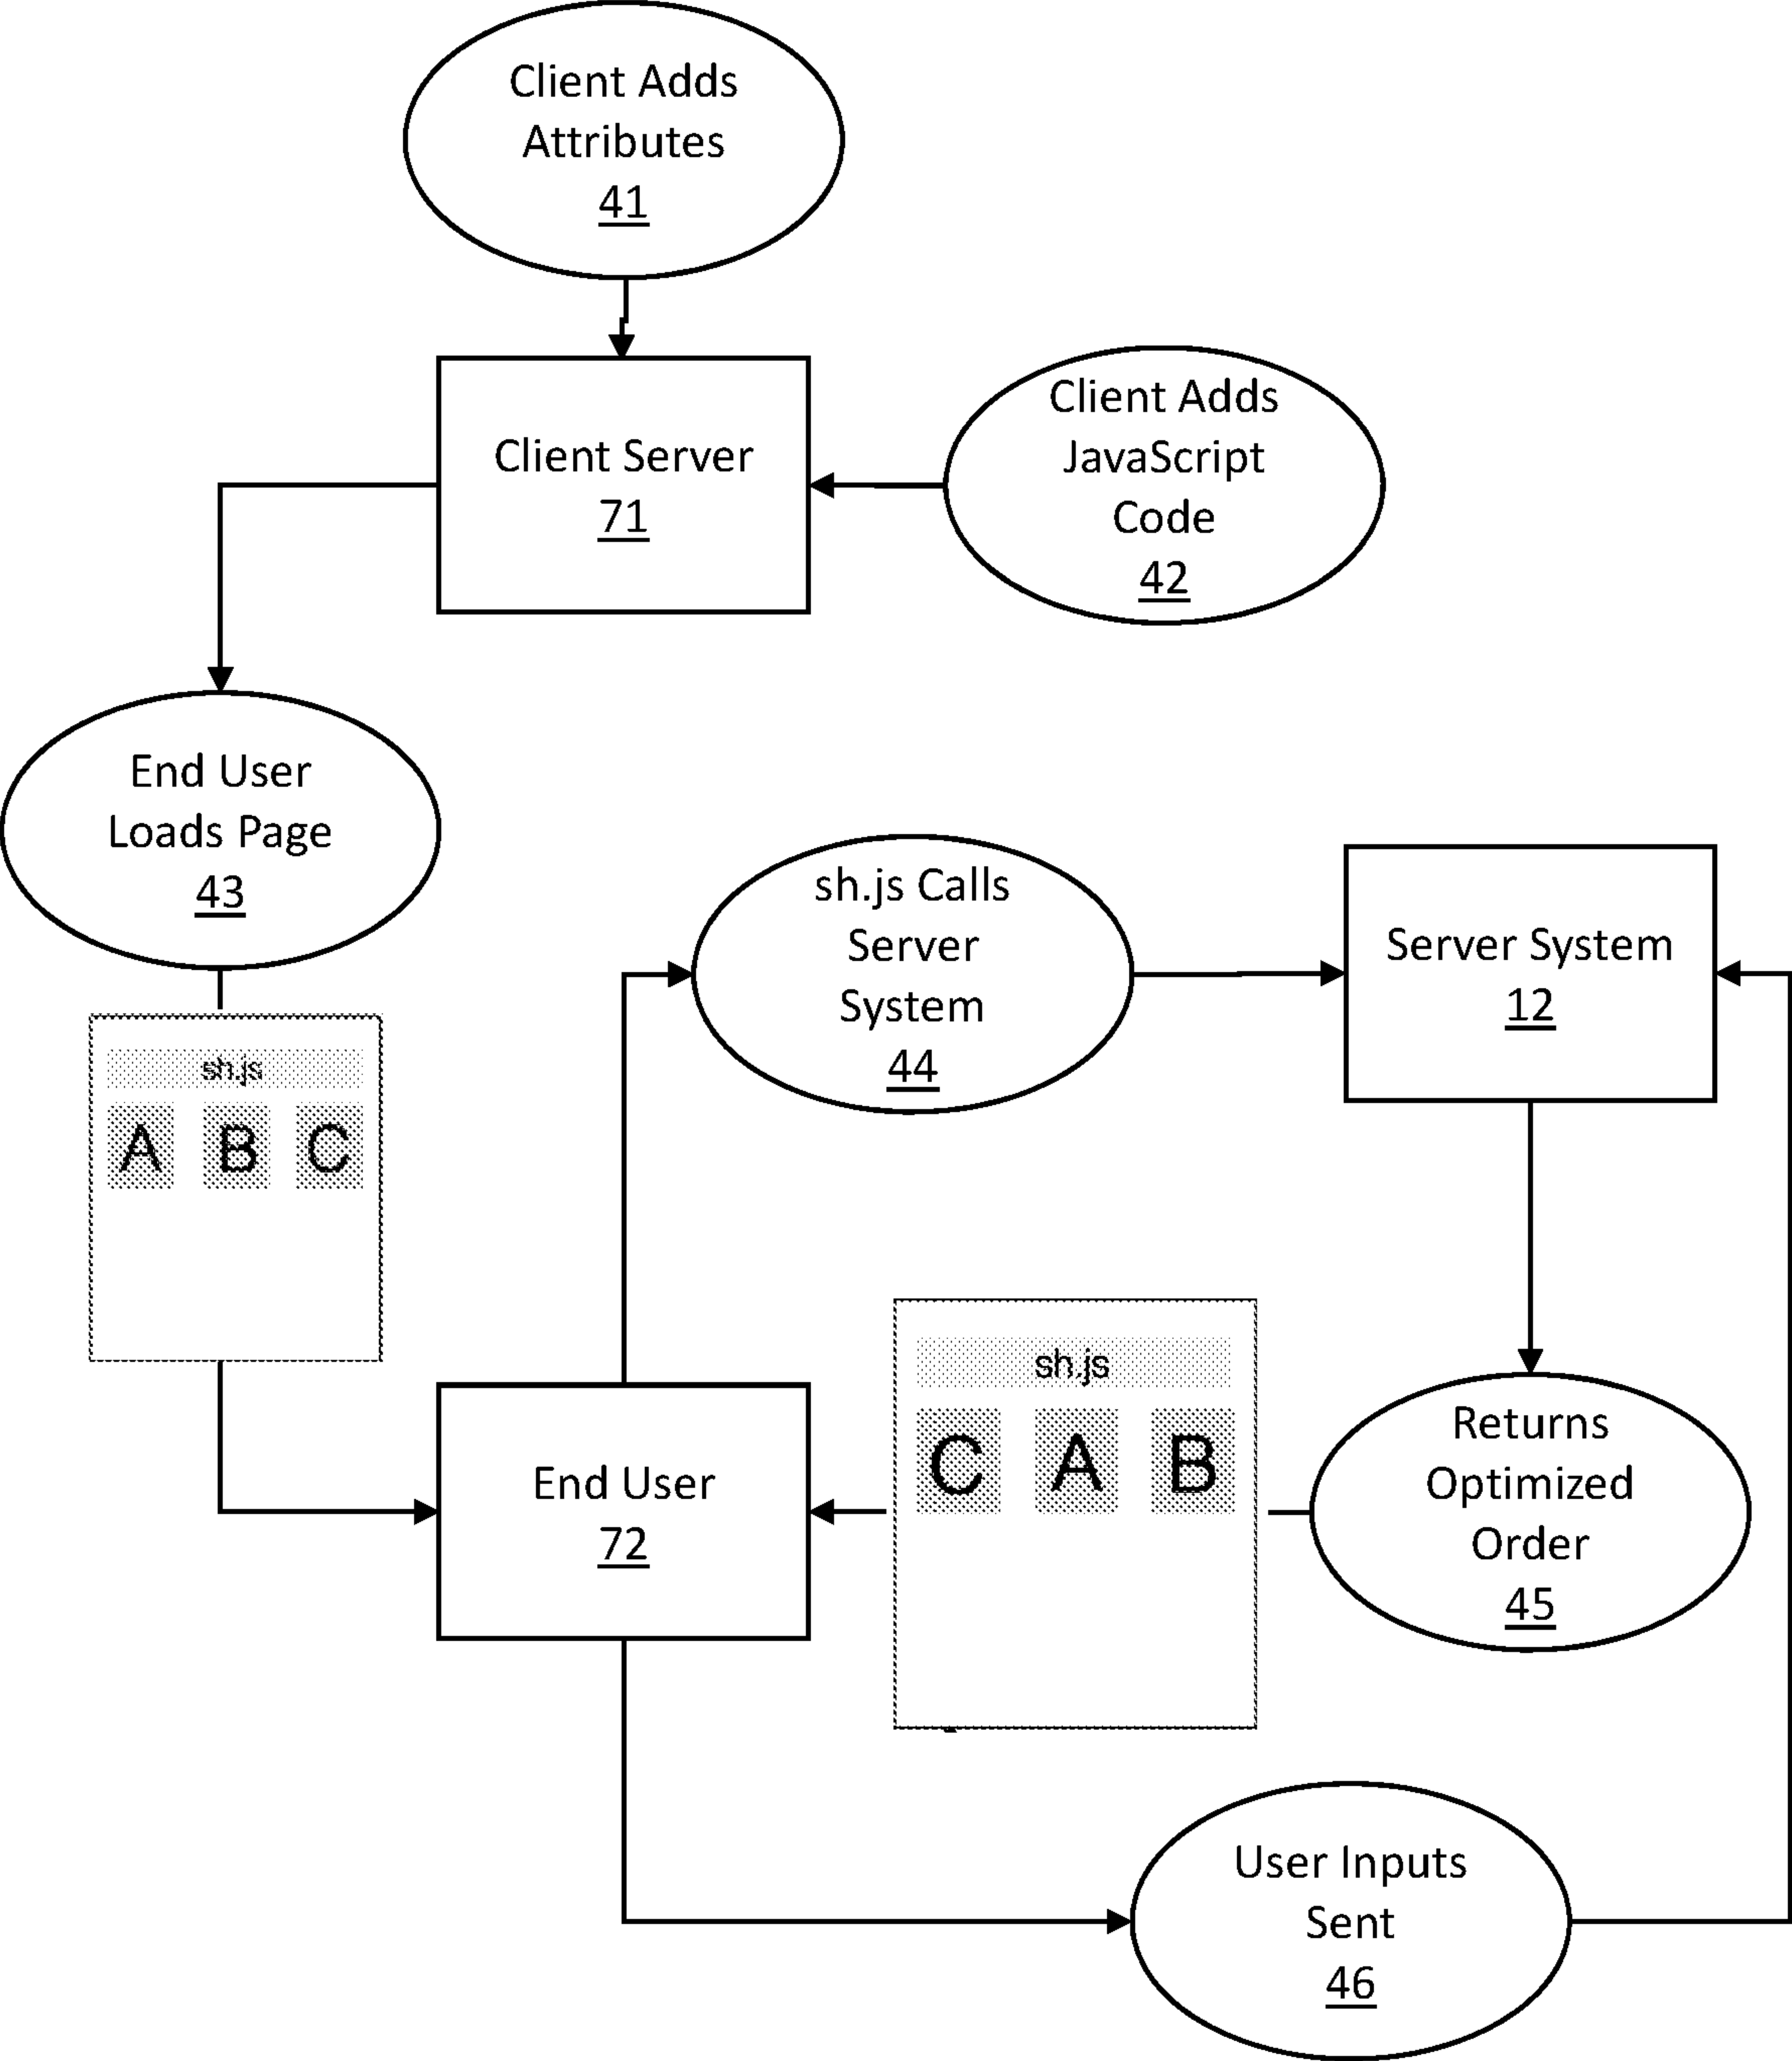 Client Adds
Attributes
41
Client Server
71
Client Adds
JavaScript
Code
42
End User
Loads Page
43
sh.js Calls
Server
System
44
Server System
12
sh.js
A B C
sh.js
C A B
End User
72
Returns
Optimized
Order
45
User Inputs
Sent
46